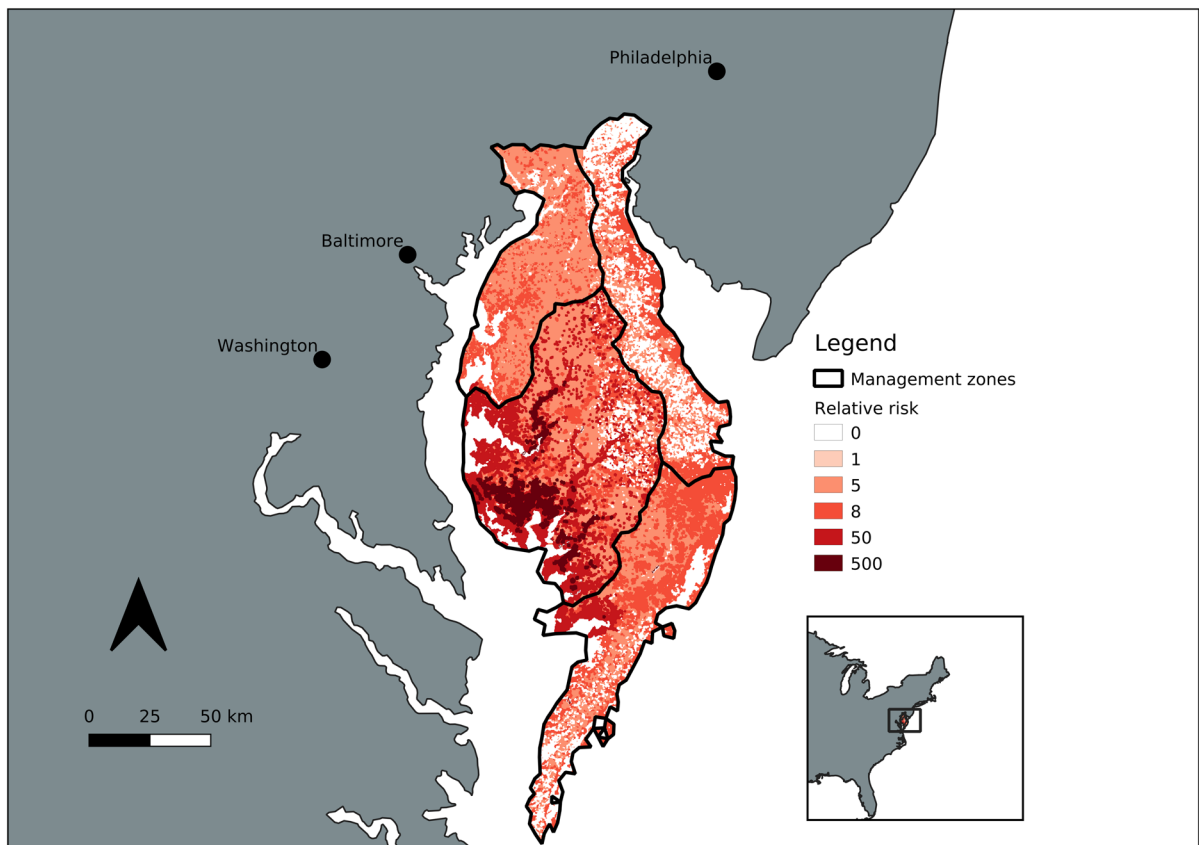 Philadelphia
Baltimore
Washington
Legend
Management zones
Relative risk
0
1
5
8
50
500
0 25 50 km